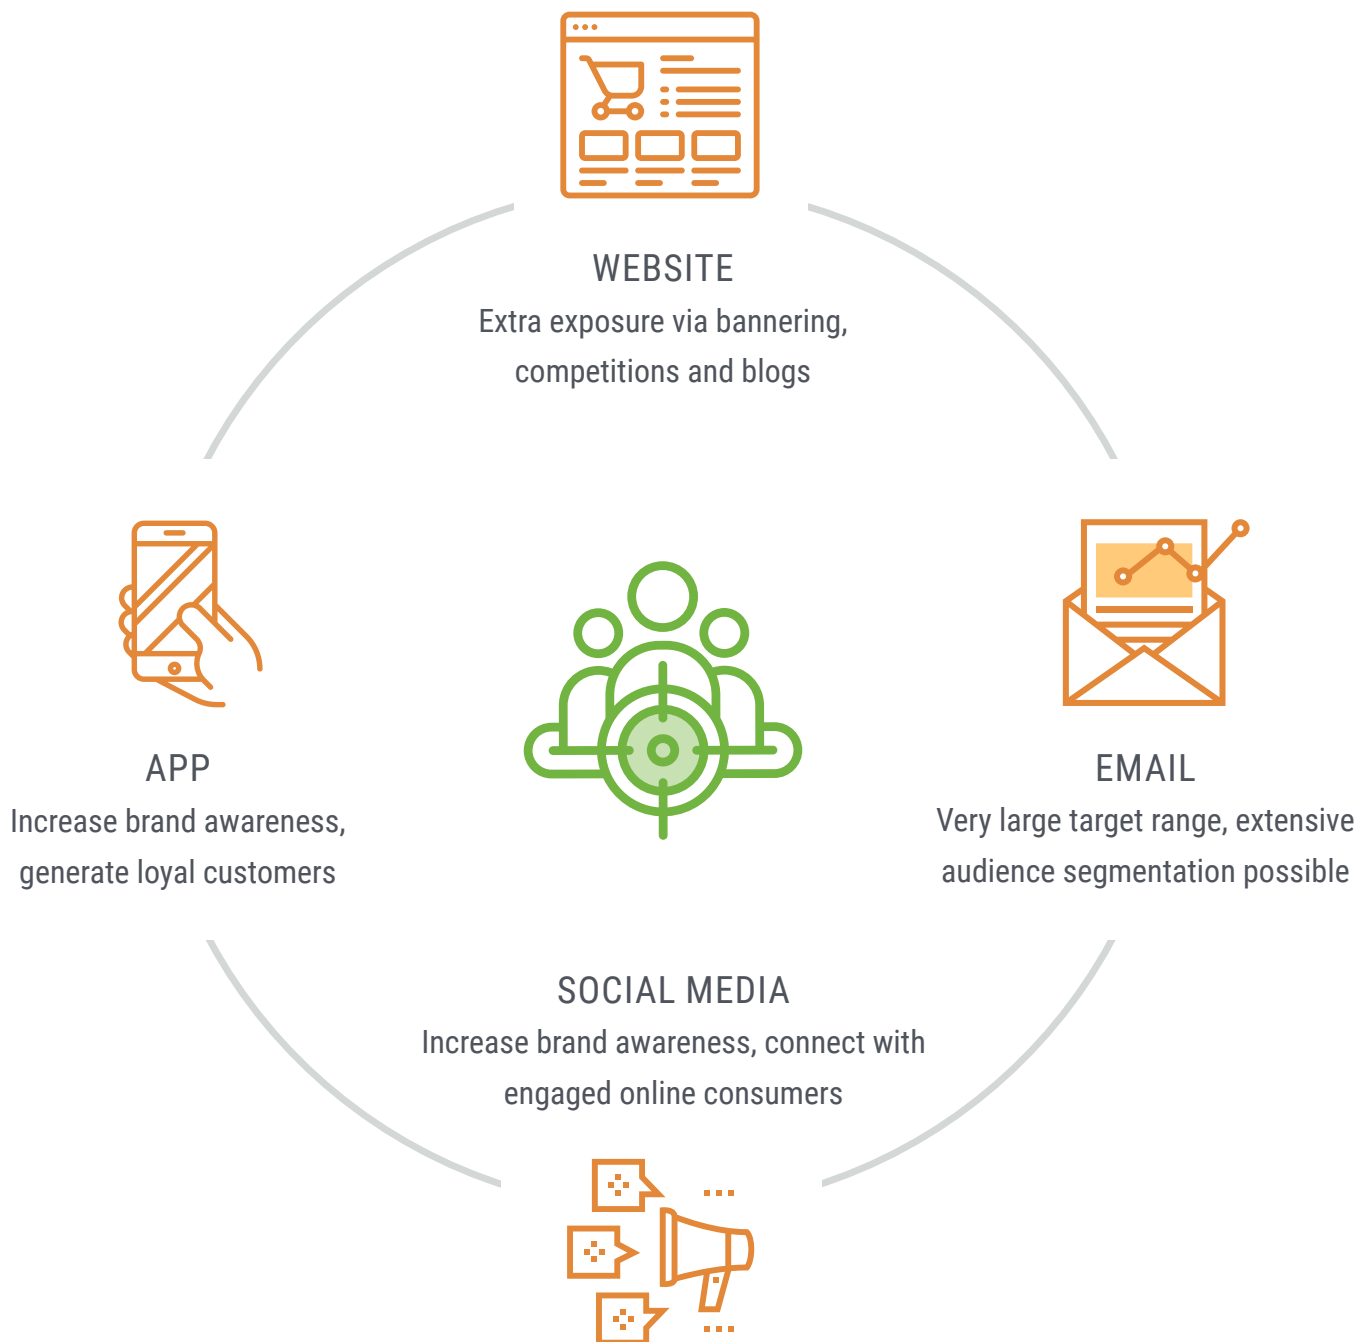 WEBSITE
Extra exposure via bannering,
competitions and blogs
APP
Increase brand awareness,
generate loyal customers
EMAIL
Very large target range, extensive
audience segmentation possible
SOCIAL MEDIA
Increase brand awareness, connect with
engaged online consumers